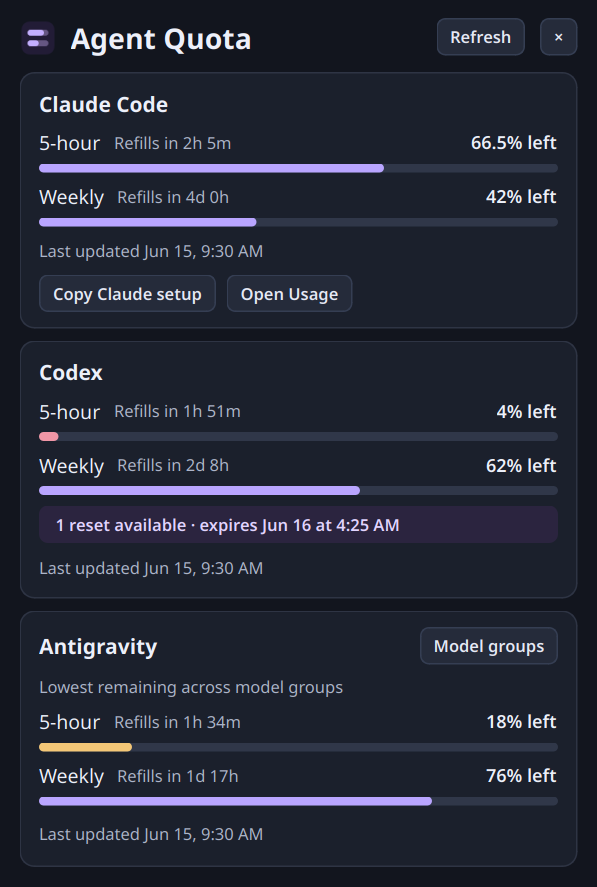 Agent Quota
Refresh
×
Claude Code
5-hour Refills in 2h 5m 66.5% left
Weekly Refills in 4d 0h 42% left
Last updated Jun 15, 9:30 AM
Copy Claude setup Open Usage
Codex
5-hour Refills in 1h 51m 4% left
Weekly Refills in 2d 8h 62% left
1 reset available · expires Jun 16 at 4:25 AM
Last updated Jun 15, 9:30 AM
Antigravity Model groups
Lowest remaining across model groups
5-hour Refills in 1h 34m 18% left
Weekly Refills in 1d 17h 76% left
Last updated Jun 15, 9:30 AM